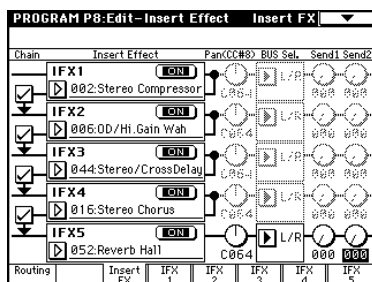 PROGRAM P8:Edit-Insert Effect Insert FX
Chain Insert Effect Pan(CC#8) BUS Sel. Send1 Send2
IFX1 ON
002:Stereo Compressor C064 L/R 000 000
IFX2 ON
006:OD/Hi.Gain Wah C064 L/R 000 000
IFX3 ON
044:Stereo/CrossDelay C064 L/R 000 000
IFX4 ON
016:Stereo Chorus C064 L/R 000 000
IFX5 ON
052:Reverb Hall C064 L/R 000 000
Routing Insert FX IFX 1 IFX 2 IFX 3 IFX 4 IFX 5